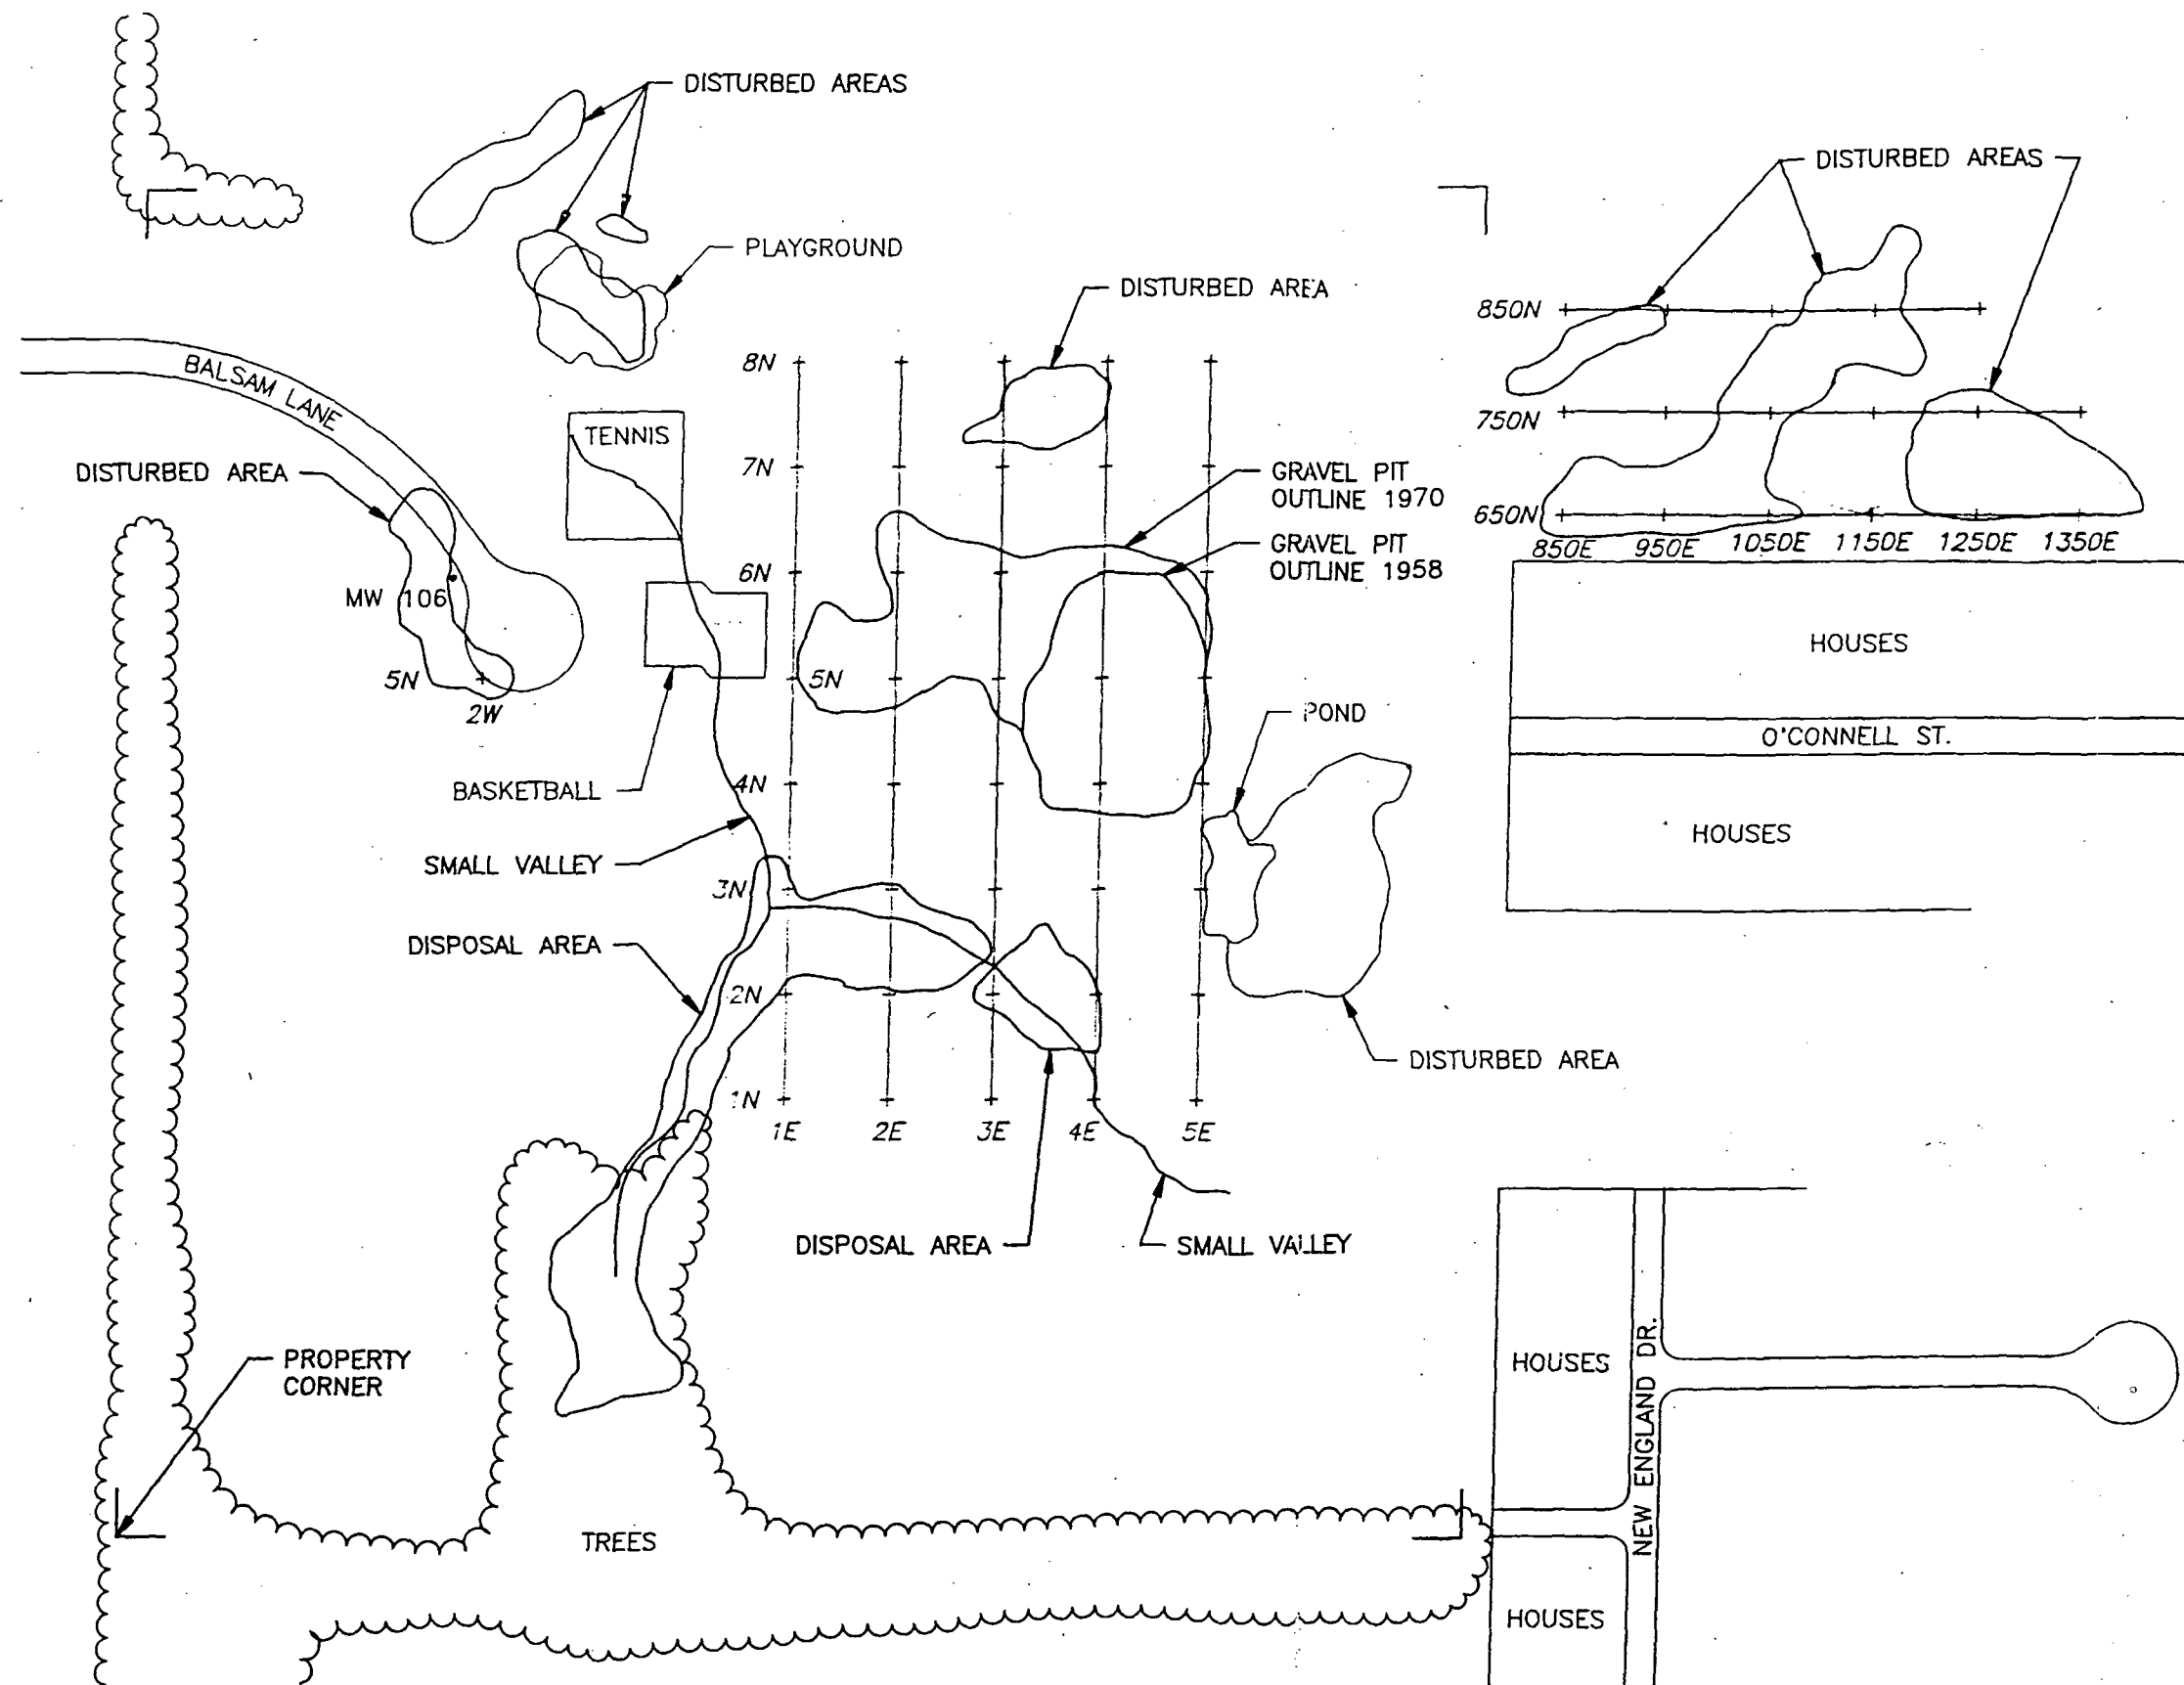 DISTURBED AREAS
DISTURBED AREAS
PLAYGROUND
DISTURBED AREA
850N
BALSAM LANE
8N
TENNIS
750N
DISTURBED AREA
7N
GRAVEL PIT
OUTLINE 1970
650N
850E 950E 1050E 1150E 1250E 1350E
GRAVEL PIT
OUTLINE 1958
6N
MW 106
HOUSES
5N
5N
2W
POND
O'CONNELL ST.
BASKETBALL
4N
HOUSES
SMALL VALLEY
3N
DISPOSAL AREA
2N
DISTURBED AREA
1N
1E 2E 3E 4E 5E
DISPOSAL AREA
SMALL VALLEY
PROPERTY
CORNER
HOUSES
NEW ENGLAND DR.
TREES
HOUSES